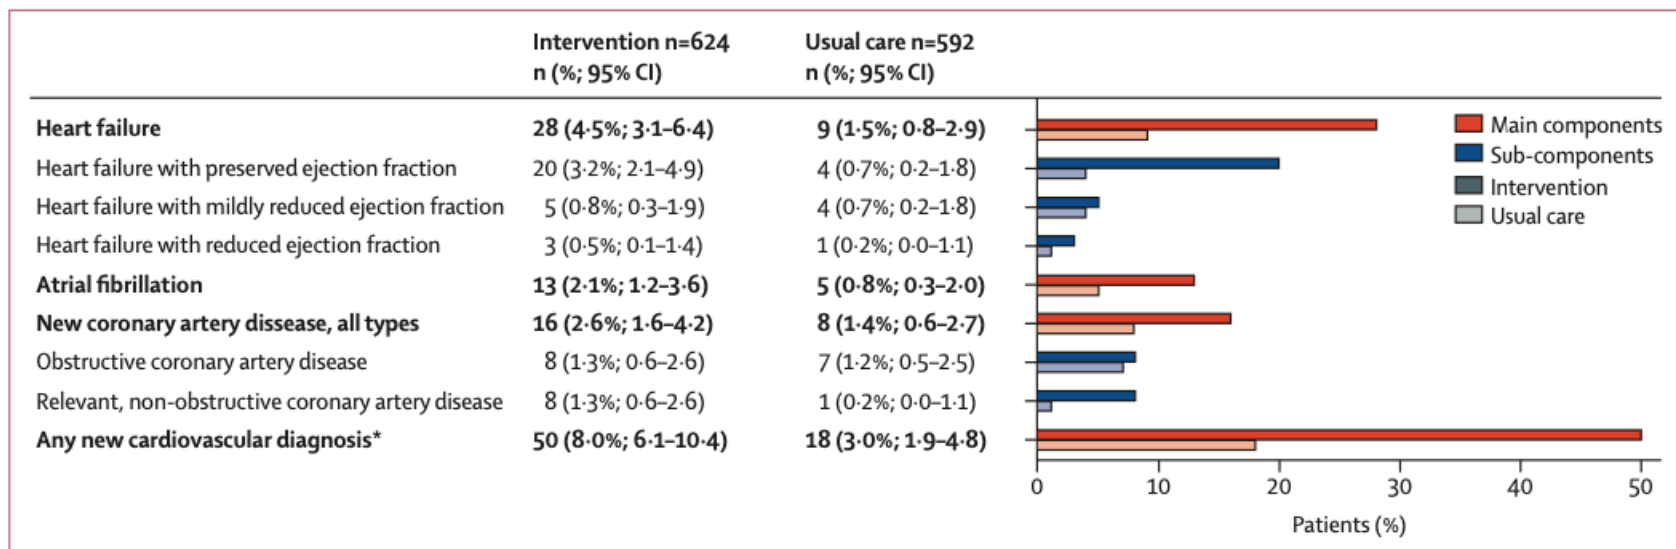 Intervention n=624 Usual care n=592
n (%; 95% CI) n (%; 95% CI)
Heart failure 28 (4·5%; 3·1–6·4) 9 (1·5%; 0·8–2·9)
Heart failure with preserved ejection fraction 20 (3·2%; 2·1–4·9) 4 (0·7%; 0·2–1·8)
Heart failure with mildly reduced ejection fraction 5 (0·8%; 0·3–1·9) 4 (0·7%; 0·2–1·8)
Heart failure with reduced ejection fraction 3 (0·5%; 0·1–1·4) 1 (0·2%; 0·0–1·1)
Atrial fibrillation 13 (2·1%; 1·2–3·6) 5 (0·8%; 0·3–2·0)
New coronary artery dissease, all types 16 (2·6%; 1·6–4·2) 8 (1·4%; 0·6–2·7)
Obstructive coronary artery disease 8 (1·3%; 0·6–2·6) 7 (1·2%; 0·5–2·5)
Relevant, non-obstructive coronary artery disease 8 (1·3%; 0·6–2·6) 1 (0·2%; 0·0–1·1)
Any new cardiovascular diagnosis* 50 (8·0%; 6·1–10·4) 18 (3·0%; 1·9–4·8)
Main components
Sub-components
Intervention
Usual care
0 10 20 30 40 50
Patients (%)